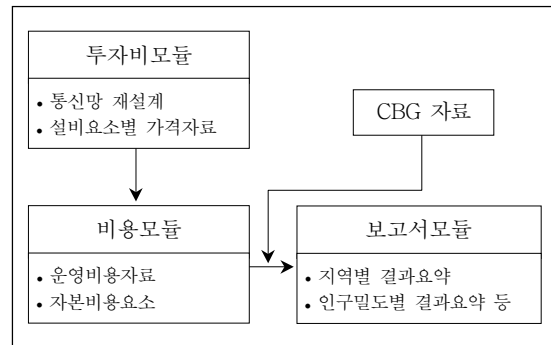 투자비모듈
• 통신망 재설계
• 설비요소별 가격자료
CBG 자료
비용모듈
• 운영비용자료
• 자본비용요소
보고서모듈
• 지역별 결과요약
• 인구밀도별 결과요약 등